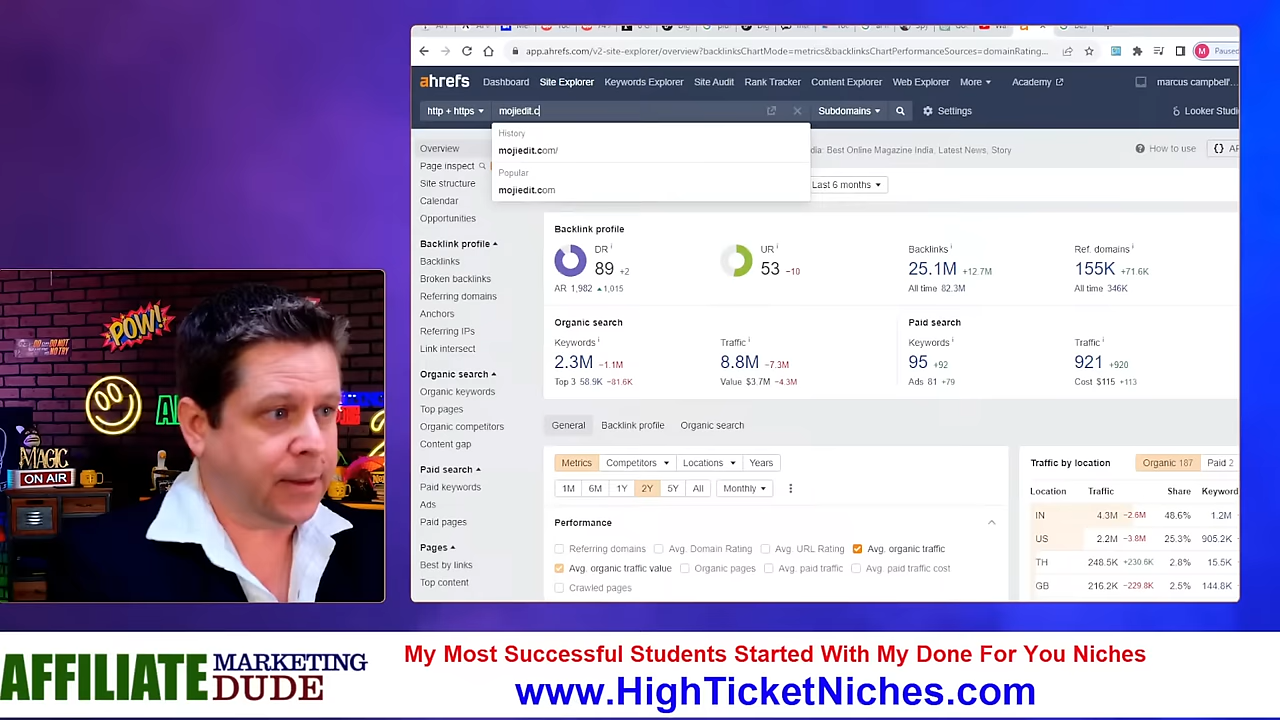 app.ahrefs.com/v2-site-explorer/overview?backlinksChartMode=metrics&backlinksChartPerformanceSources=domainRating...
M Paused
ahrefs Dashboard Site Explorer Keywords Explorer Site Audit Rank Tracker Content Explorer Web Explorer More Academy marcus campbell'
http + https mojiedit.c Subdomains Settings Looker Studi
History
mojiedit.com/
Popular
mojiedit.com
dia: Best Online Magazine India, Latest News, Story How to use {} AP
Last 6 months
Overview
Page inspect
Site structure
Calendar
Opportunities
Backlink profile
Backlinks
Broken backlinks
Referring domains
Anchors
Referring IPs
Link intersect
Organic search
Organic keywords
Top pages
Organic competitors
Content gap
Paid search
Paid keywords
Ads
Paid pages
Pages
Best by links
Top content
Backlink profile
DR UR Backlinks Ref. domains
89 +2 53 −10 25.1M +12.7M 155K +71.6K
AR 1,982 1,015 All time 82.3M All time 346K
Organic search Paid search
Keywords Traffic Keywords Traffic
2.3M −1.1M 8.8M −7.3M 95 +92 921 +920
Top 3 58.9K −81.6K Value $3.7M −4.3M Ads 81 +79 Cost $115 +113
General Backlink profile Organic search
Metrics Competitors Locations Years
1M 6M 1Y 2Y 5Y All Monthly
Performance
Referring domains Avg. Domain Rating Avg. URL Rating Avg. organic traffic
Avg. organic traffic value Organic pages Avg. paid traffic Avg. paid traffic cost
Crawled pages
Traffic by location Organic 187 Paid 2
Location Traffic Share Keyword
IN 4.3M −2.6M 48.6% 1.2M
US 2.2M −3.8M 25.3% 905.2K
TH 248.5K +230.6K 2.8% 15.5K
GB 216.2K −229.8K 2.5% 144.8K
POW!
MAGIC
ON AIR
AFFILIATE MARKETING DUDE
My Most Successful Students Started With My Done For You Niches
www.HighTicketNiches.com